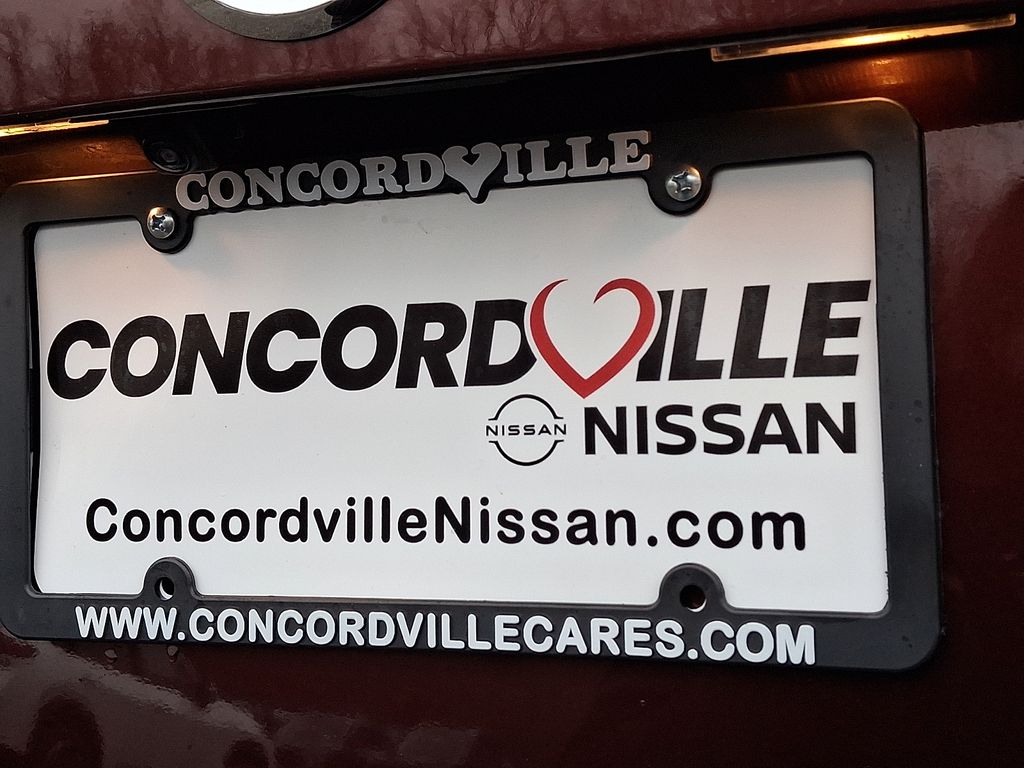 CONCORDVILLE
CONCORDVILLE
NISSAN NISSAN
ConcordvilleNissan.com
WWW.CONCORDVILLECARES.COM